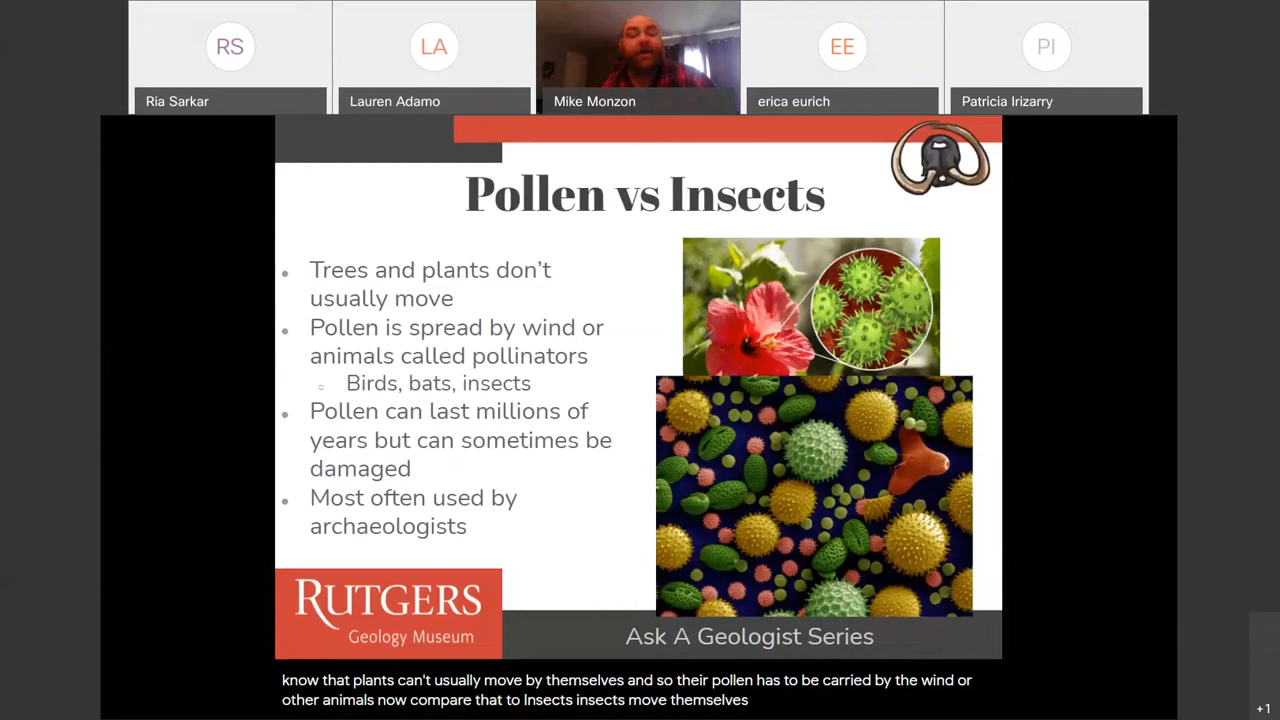 RS
LA
EE
PI
Ria Sarkar
Lauren Adamo
Mike Monzon
erica eurich
Patricia Irizarry
Pollen vs Insects
• Trees and plants don't
usually move
• Pollen is spread by wind or
animals called pollinators
○ Birds, bats, insects
• Pollen can last millions of
years but can sometimes be
damaged
• Most often used by
archaeologists
RUTGERS
Geology Museum
Ask A Geologist Series
know that plants can't usually move by themselves and so their pollen has to be carried by the wind or
other animals now compare that to Insects insects move themselves
+1